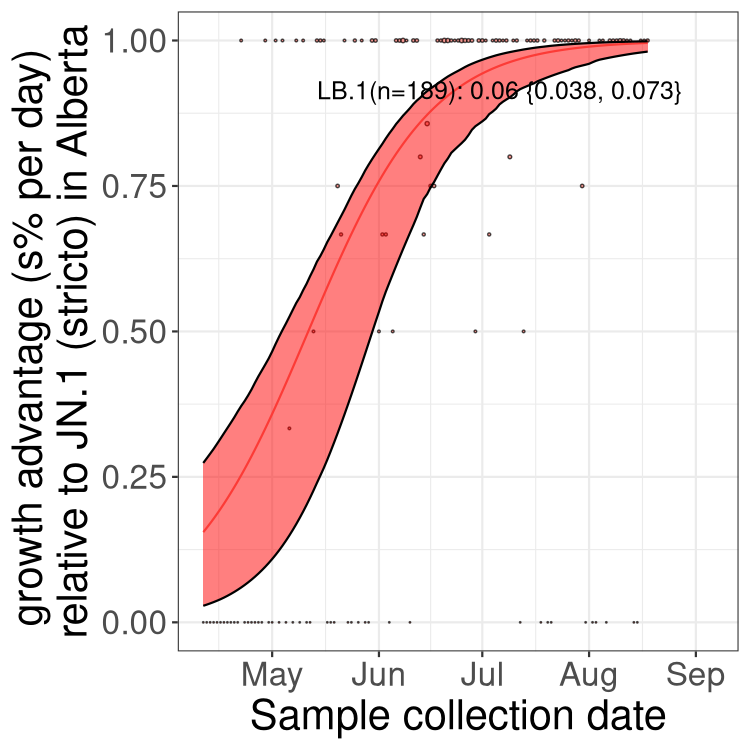 growth advantage (s% per day)
relative to JN.1 (stricto) in Alberta
1.00
0.75
0.50
0.25
0.00
LB.1(n=189): 0.06 {0.038, 0.073}
May Jun Jul Aug Sep
Sample collection date